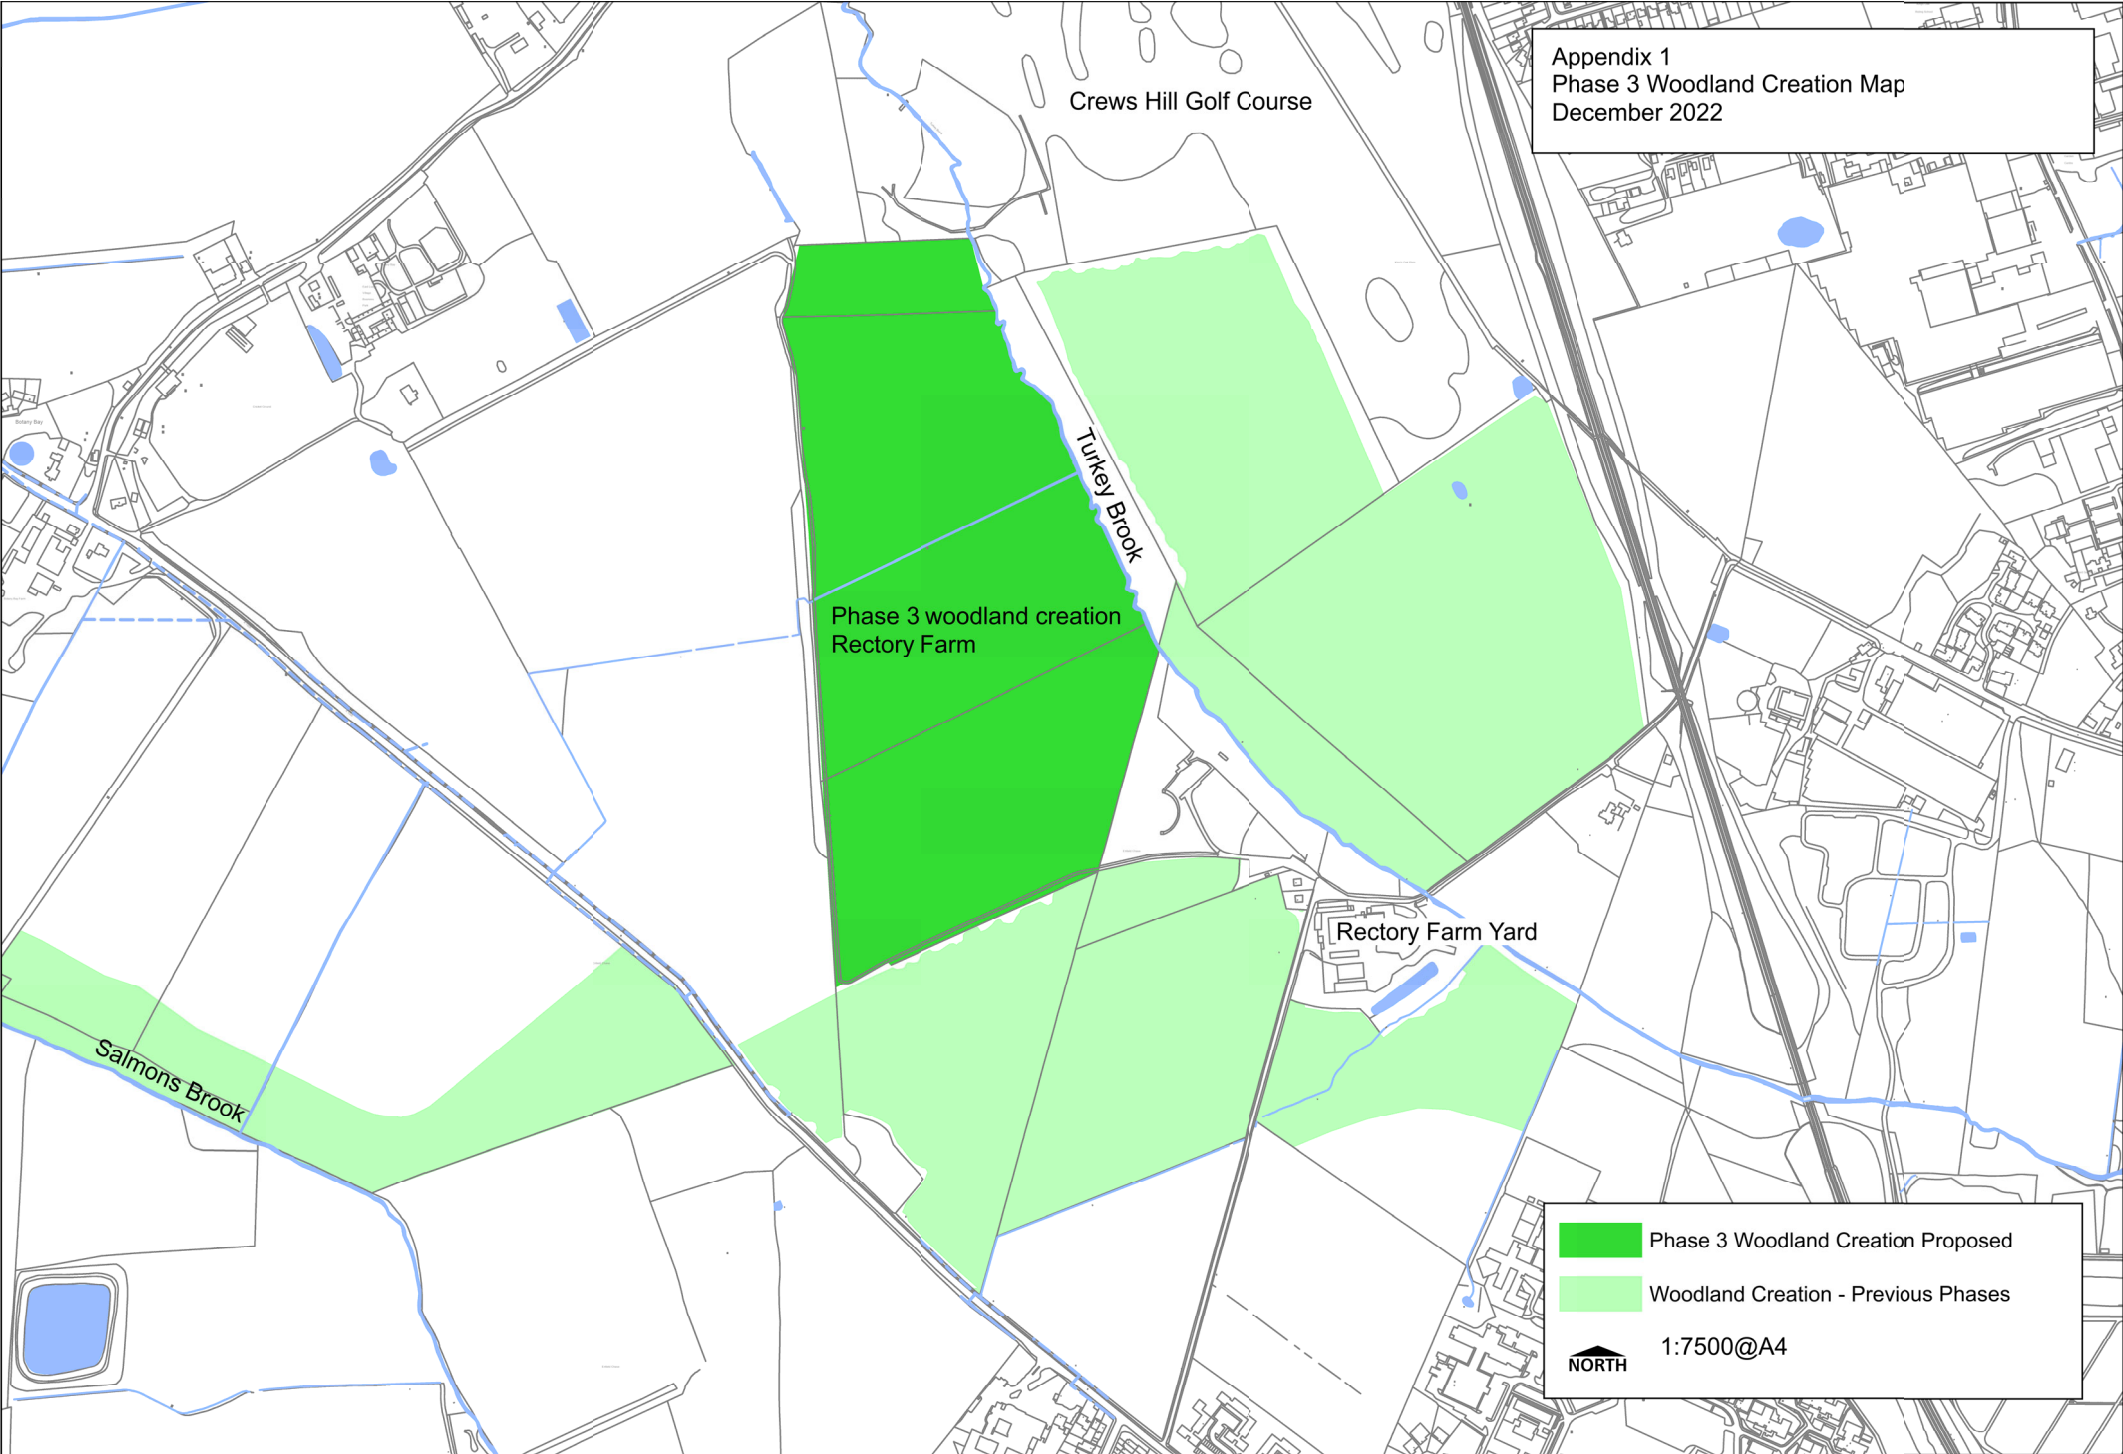 Appendix 1
Phase 3 Woodland Creation Map
December 2022
Crews Hill Golf Course
Turkey Brook
Botany Bay
Phase 3 woodland creation
Rectory Farm
Rectory Farm Yard
Salmons Brook
Phase 3 Woodland Creation Proposed
Woodland Creation - Previous Phases
NORTH
1:7500@A4